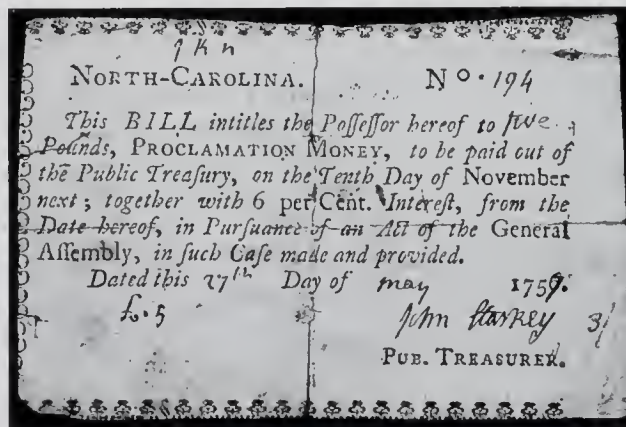 NORTH-CAROLINA. No. 194
This BILL intitles the Poſſeſſor hereof to five
Pounds, PROCLAMATION MONEY, to be paid out of
the Public Treaſury, on the Tenth Day of November
next; together with 6 per Cent. Intereſt, from the
Date hereof, in Purſuance of an Act of the General
Aſſembly, in ſuch Caſe made and provided.
Dated this 27th Day of may 1757.
£.5 John Starkey
PUB. TREASURER.